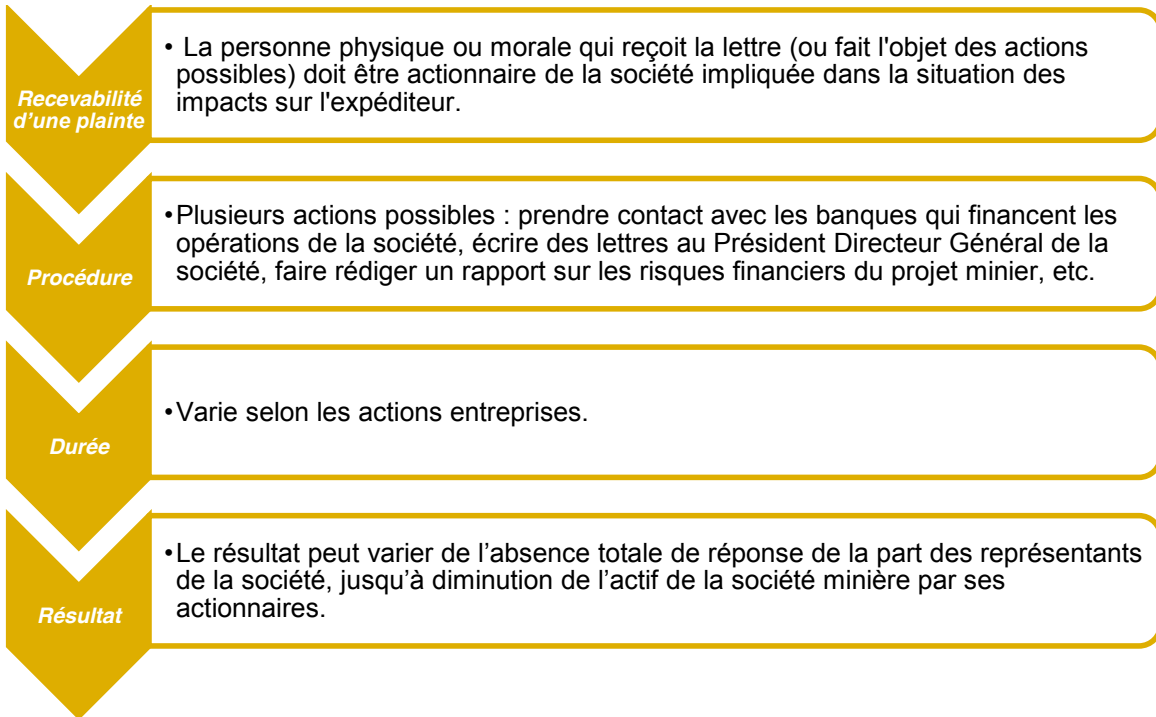 Recevabilité
d’une plainte
• La personne physique ou morale qui reçoit la lettre (ou fait l'objet des actions
possibles) doit être actionnaire de la société impliquée dans la situation des
impacts sur l'expéditeur.
Procédure
•Plusieurs actions possibles : prendre contact avec les banques qui financent les
opérations de la société, écrire des lettres au Président Directeur Général de la
société, faire rédiger un rapport sur les risques financiers du projet minier, etc.
Durée
•Varie selon les actions entreprises.
Résultat
•Le résultat peut varier de l’absence totale de réponse de la part des représentants
de la société, jusqu’à diminution de l’actif de la société minière par ses
actionnaires.